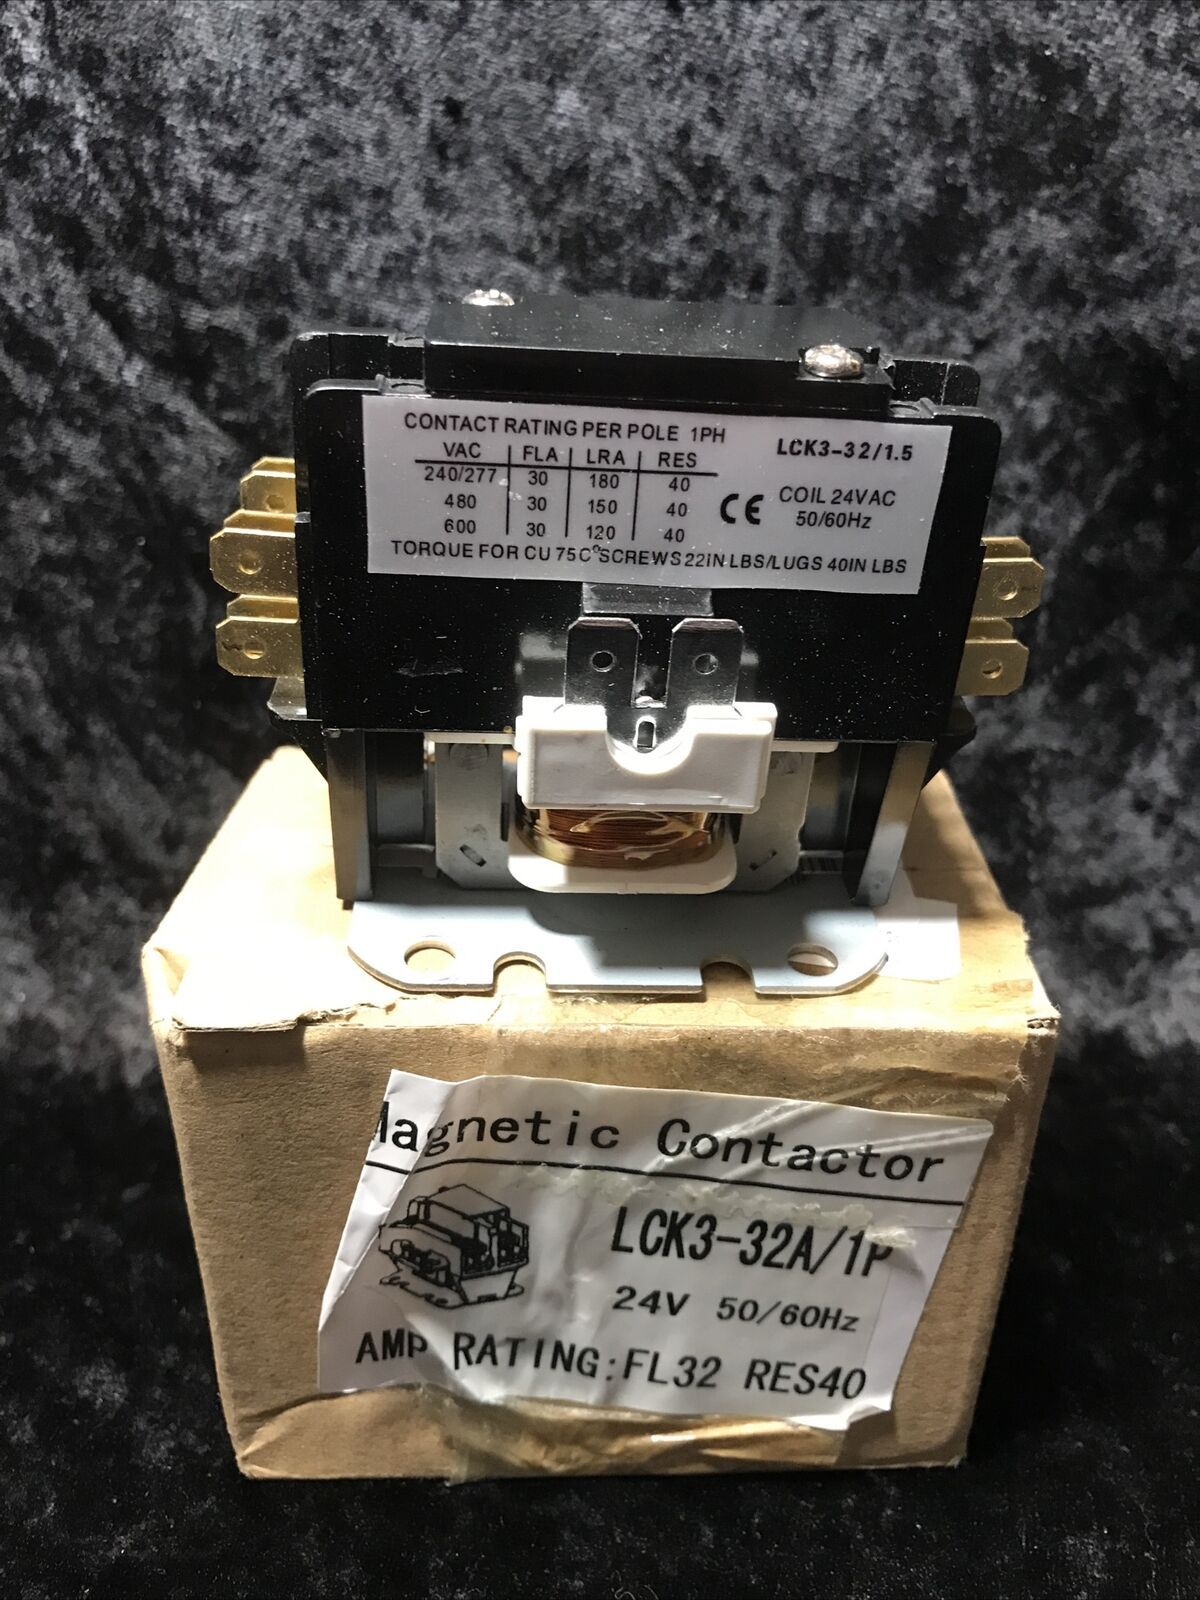 CONTACT RATING PER POLE 1PH
LCK3-32/1.5
VAC FLA LRA RES
240/277 30 180 40
480 30 150 40
600 30 120 40
CE COIL 24VAC
50/60Hz
TORQUE FOR CU 75C° SCREWS 22IN LBS/LUGS 40IN LBS
Magnetic Contactor
LCK3-32A/1P
24V 50/60Hz
AMP RATING:FL32 RES40